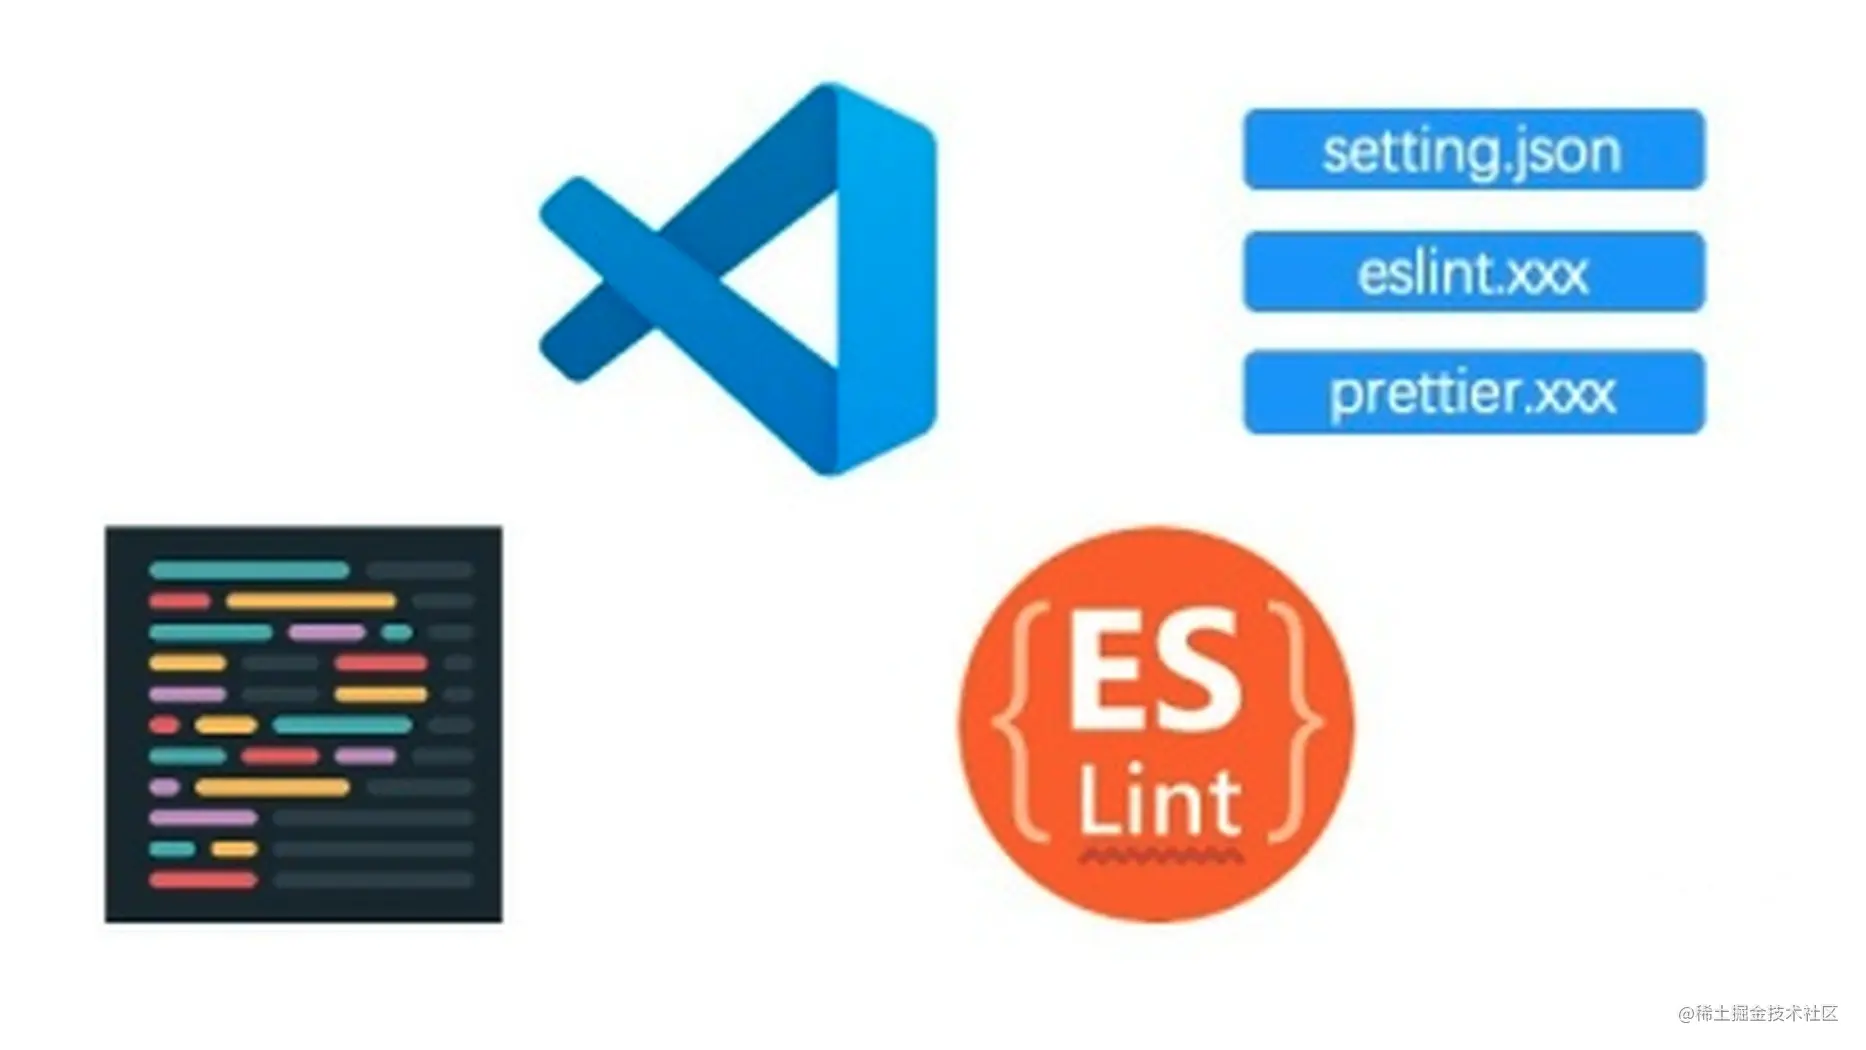 setting.json
eslint.xxx
prettier.xxx
ES
Lint
@稀土掘金技术社区